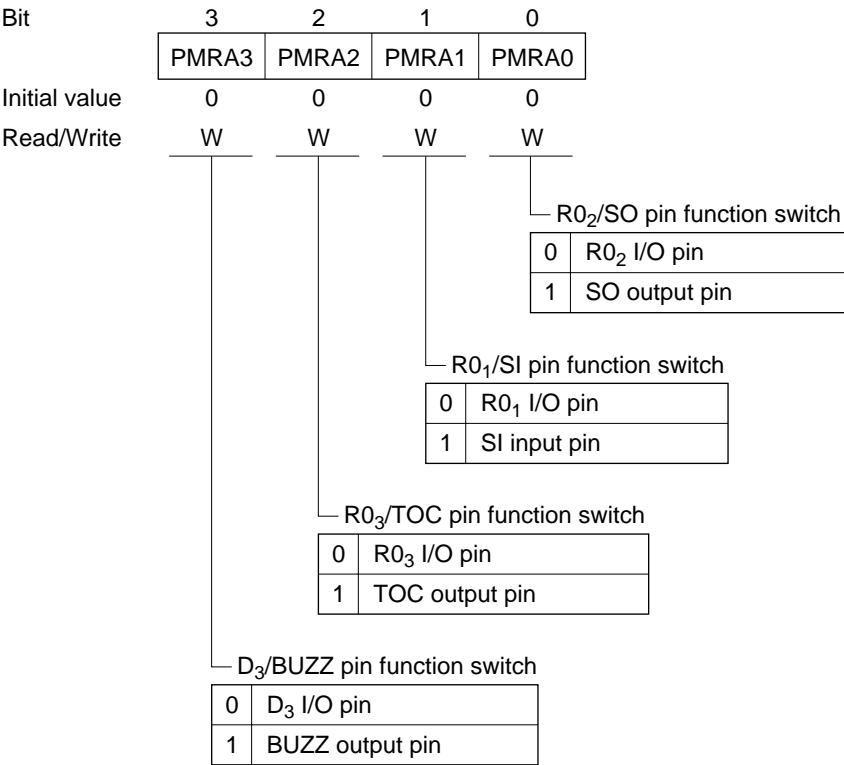 Bit 3 2 1 0
PMRA3 PMRA2 PMRA1 PMRA0
Initial value 0 0 0 0
Read/Write W W W W
R0₂/SO pin function switch
0 R0₂ I/O pin
1 SO output pin
R0₁/SI pin function switch
0 R0₁ I/O pin
1 SI input pin
R0₃/TOC pin function switch
0 R0₃ I/O pin
1 TOC output pin
D₃/BUZZ pin function switch
0 D₃ I/O pin
1 BUZZ output pin